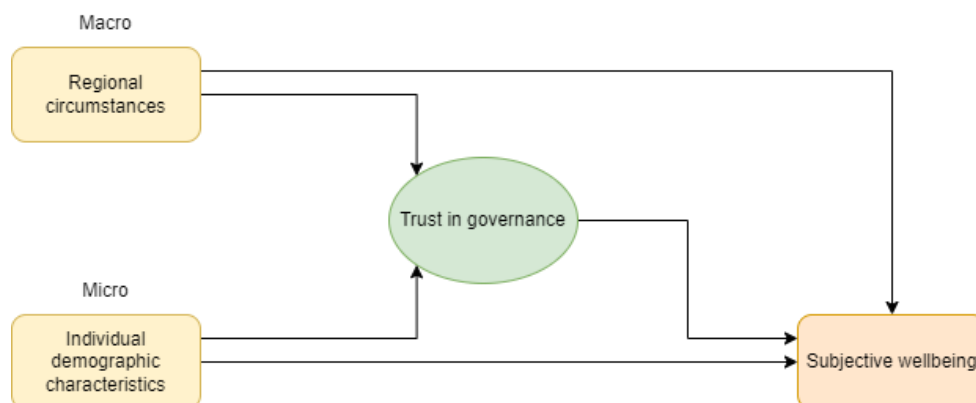 Macro
Regional
circumstances
Trust in governance
Micro
Individual
demographic
characteristics
Subjective wellbeing